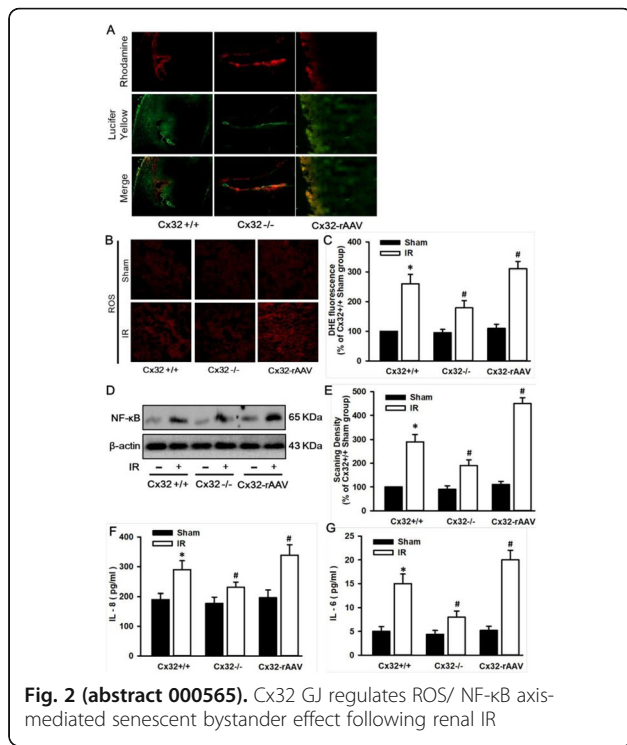 A
Rhodamine
Lucifer
Yellow
Merge
Cx32 +/+
Cx32 -/-
Cx32-rAAV
B
ROS
Sham
IR
Cx32 +/+
Cx32 -/-
Cx32-rAAV
C
Sham
IR
DHE fluorescence
(% of Cx32+/+ Sham group)
400
300
200
100
0
*
#
#
Cx32+/+
Cx32-/-
Cx32-rAAV
D
NF-κB
65 KDa
β-actin
43 KDa
IR
– + – + – +
Cx32 +/+
Cx32 -/-
Cx32-rAAV
E
Sham
IR
Scaning Density
(% of Cx32+/+ Sham group)
500
400
300
200
100
0
*
#
#
Cx32+/+
Cx32-/-
Cx32-rAAV
F
Sham
IR
IL - 8 ( pg/ml )
400
300
200
100
0
*
#
#
Cx32+/+
Cx32-/-
Cx32-rAAV
G
Sham
IR
IL - 6 ( pg/ml )
25
20
15
10
5
0
*
#
#
Cx32+/+
Cx32-/-
Cx32-rAAV
Fig. 2 (abstract 000565). Cx32 GJ regulates ROS/ NF-κB axis-
mediated senescent bystander effect following renal IR